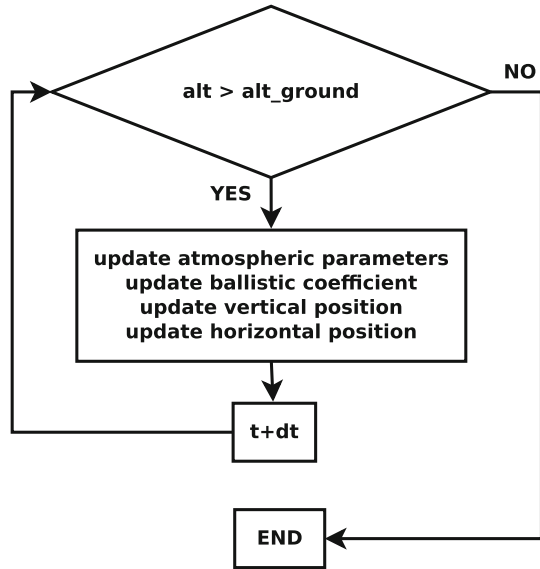 alt > alt_ground
NO
YES
update atmospheric parameters
update ballistic coefficient
update vertical position
update horizontal position
t+dt
END